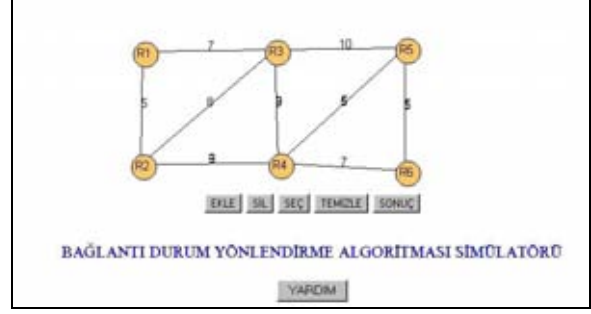 R1 7 R3 10 R5
5 5
R2 R4 7 R6
EKLE SİL SEÇ TEMİZLE SONUÇ
BAĞLANTI DURUM YÖNLENDİRME ALGORİTMASI SİMÜLATÖRÜ
YARDIM